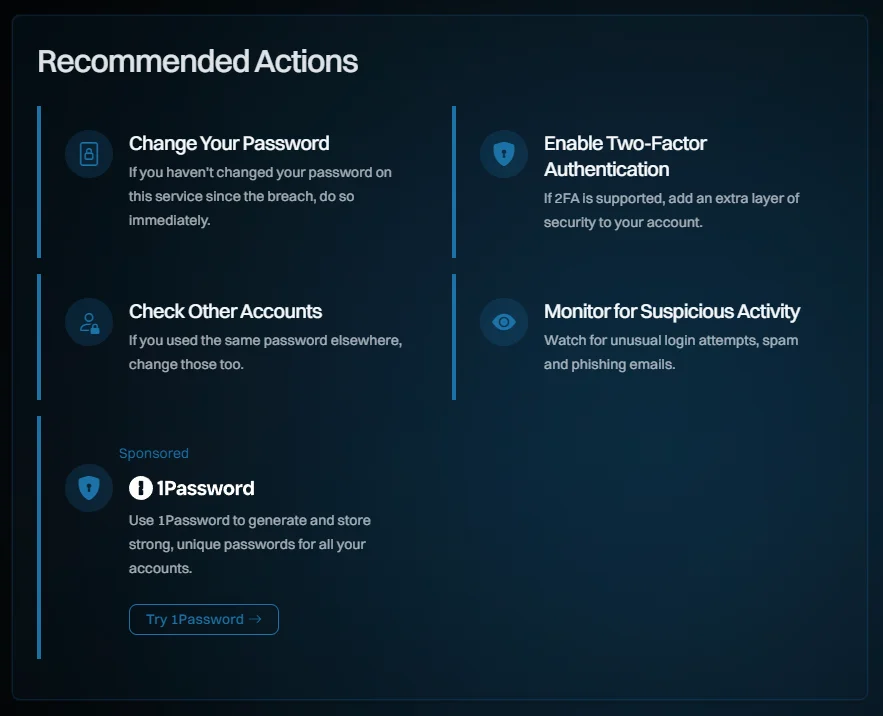 Recommended Actions
Change Your Password
If you haven't changed your password on
this service since the breach, do so
immediately.
Enable Two-Factor
Authentication
If 2FA is supported, add an extra layer of
security to your account.
Check Other Accounts
If you used the same password elsewhere,
change those too.
Monitor for Suspicious Activity
Watch for unusual login attempts, spam
and phishing emails.
Sponsored
1Password
Use 1Password to generate and store
strong, unique passwords for all your
accounts.
Try 1Password →